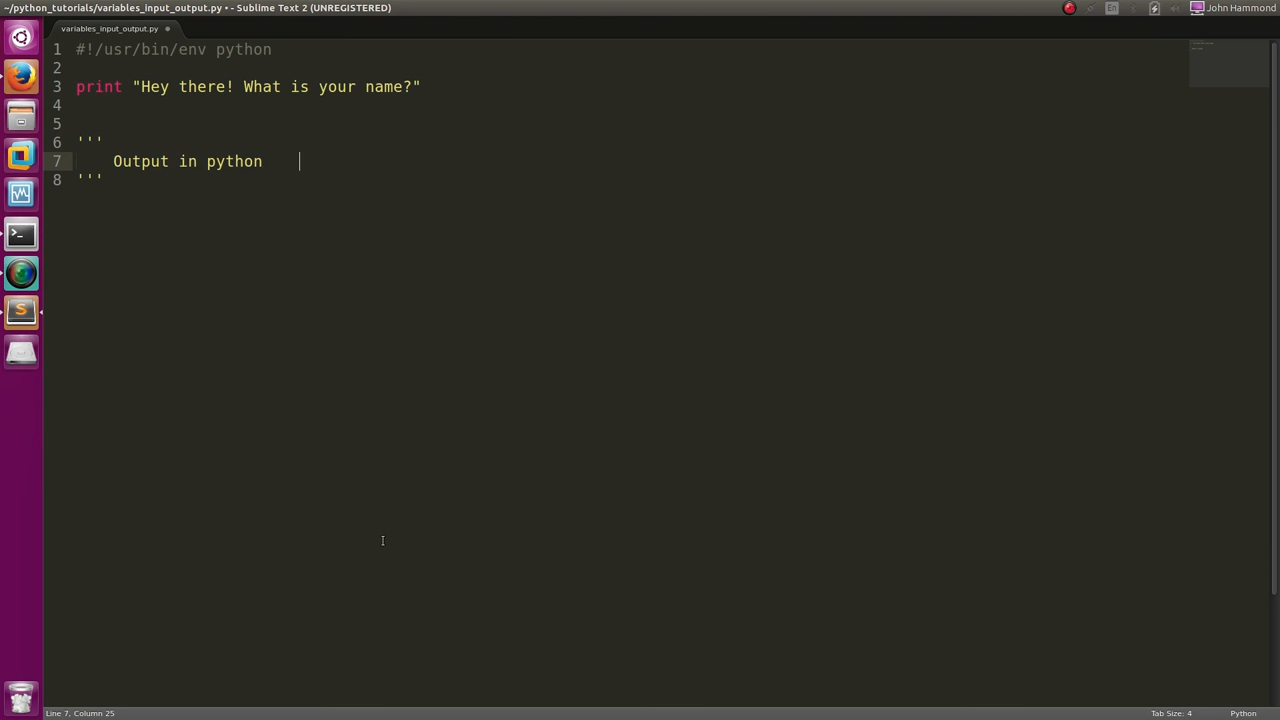 ~/python_tutorials/variables_input_output.py • - Sublime Text 2 (UNREGISTERED)
En
John Hammond
variables_input_output.py
1 #!/usr/bin/env python
2
3 print "Hey there! What is your name?"
4
5
6 '''
7 Output in python
8 '''
Line 7, Column 25
Tab Size: 4
Python